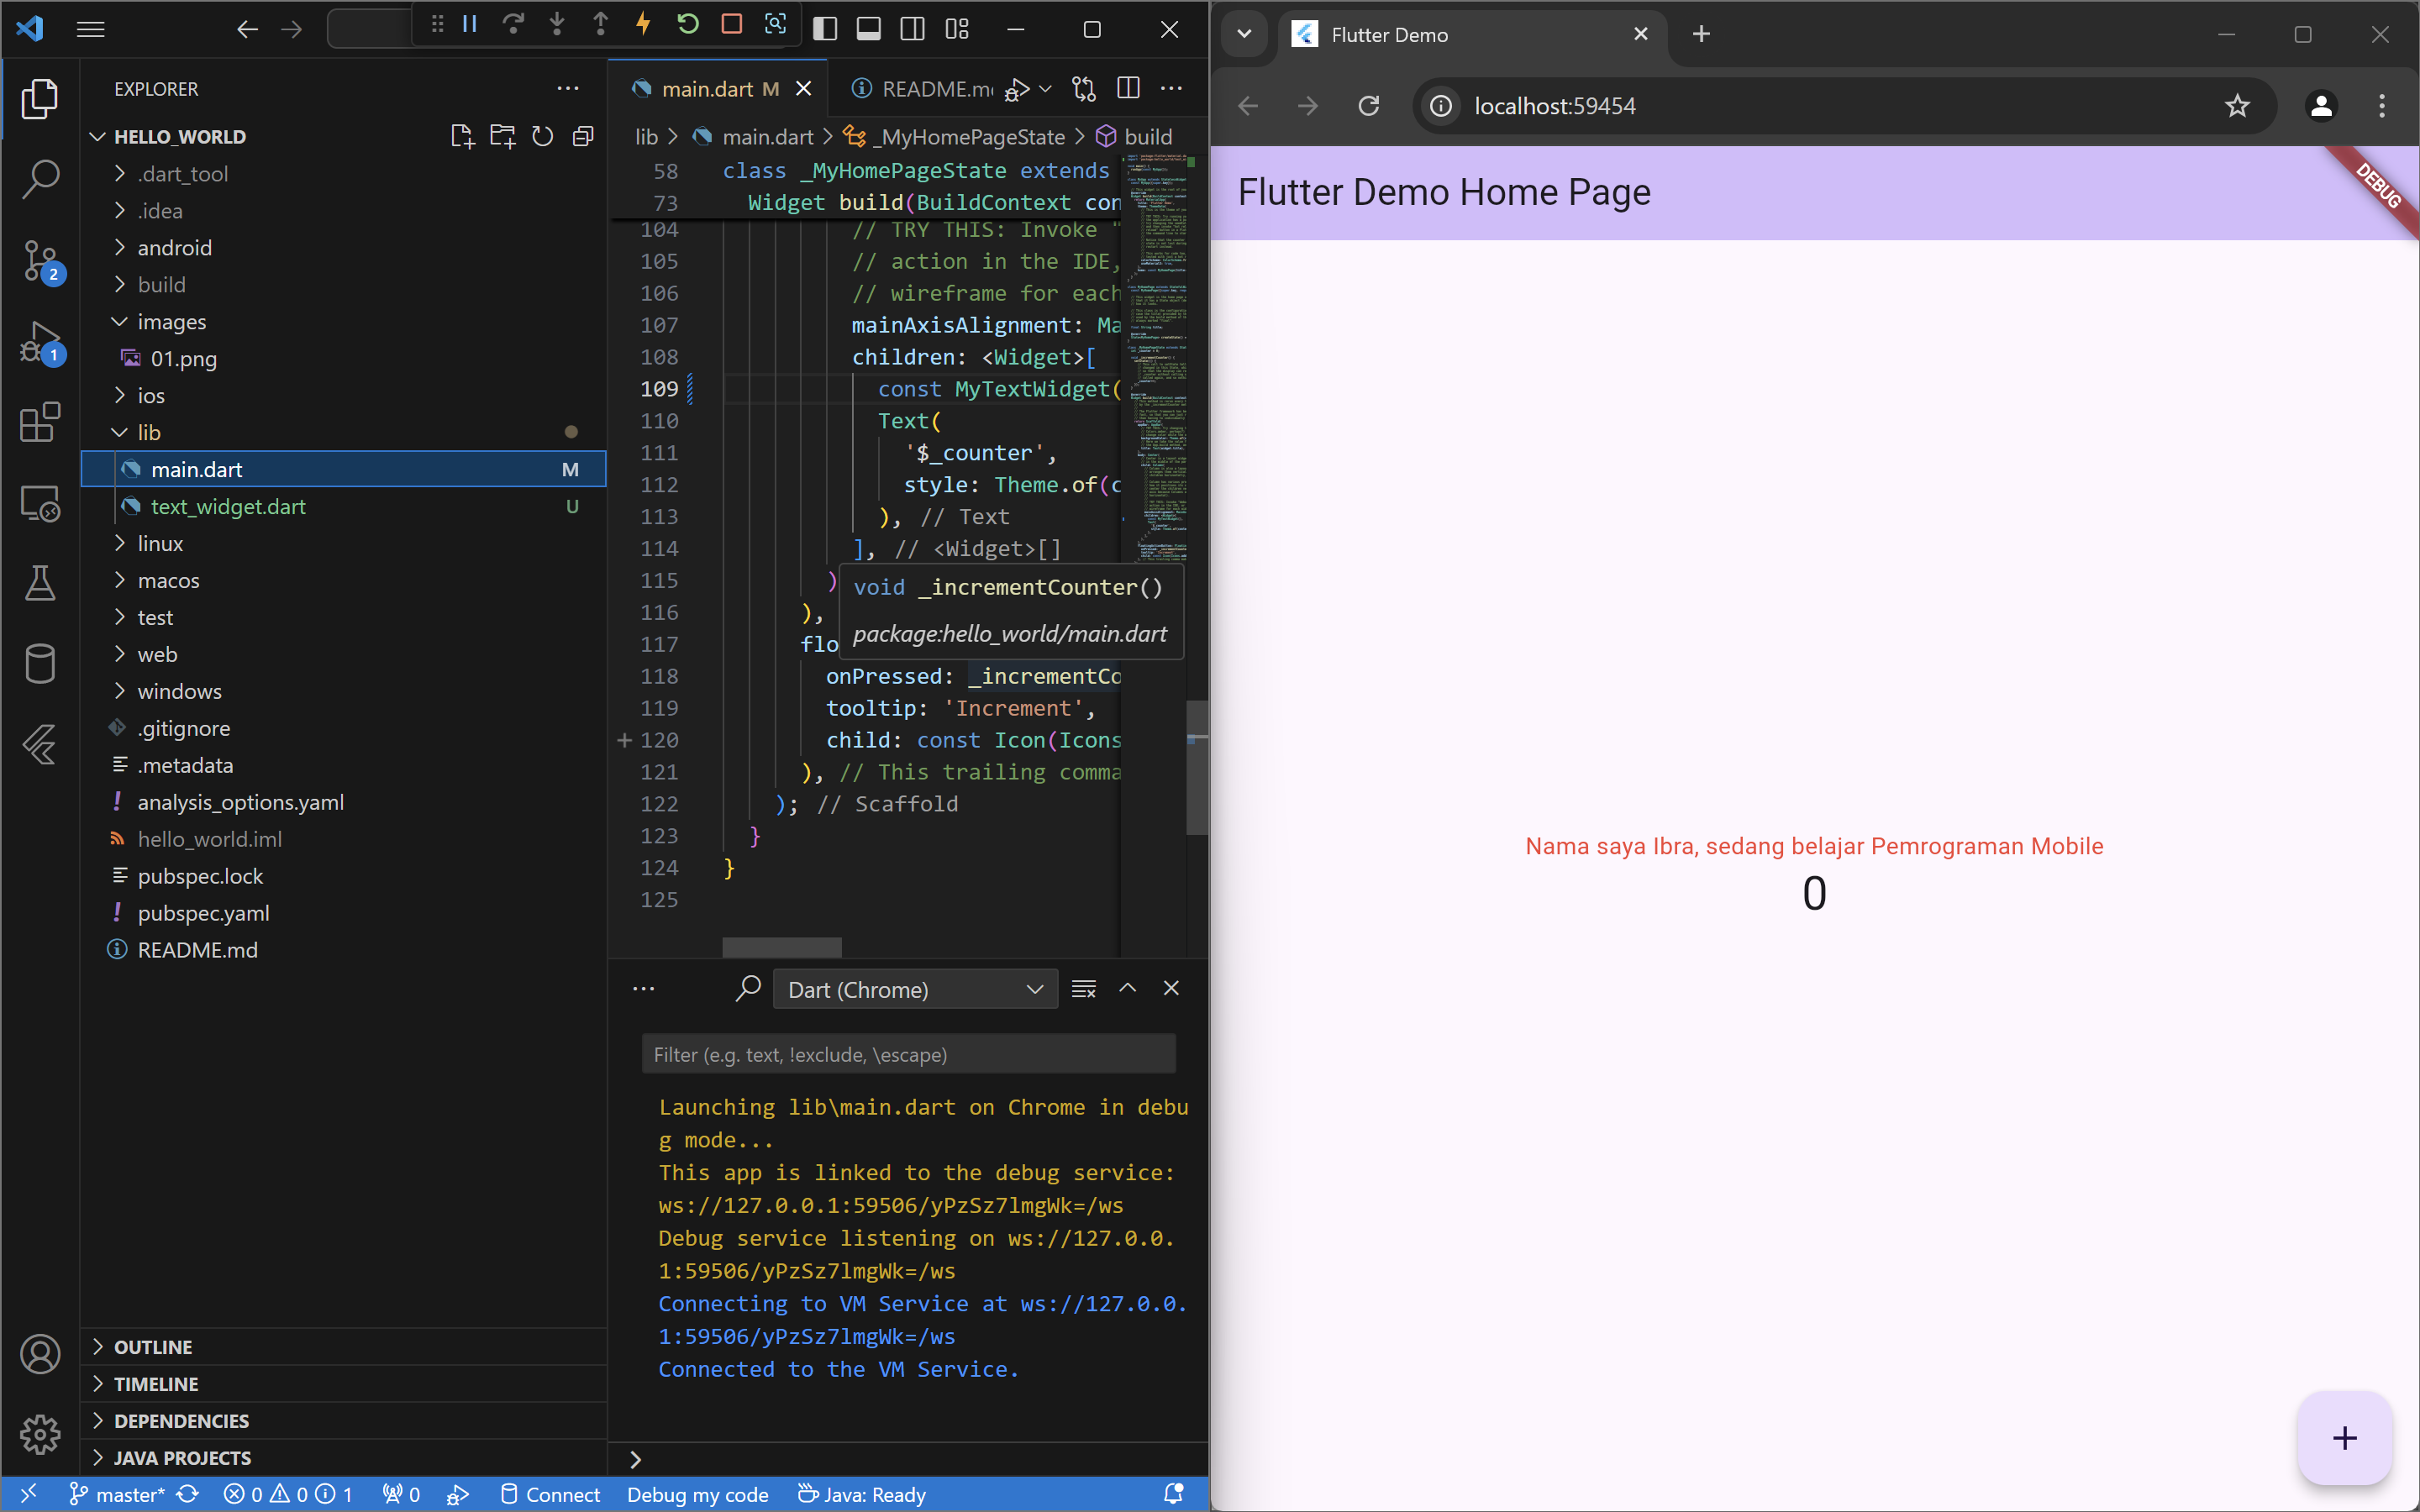 EXPLORER
HELLO_WORLD
.dart_tool
.idea
android
build
images
01.png
ios
lib
main.dart M
text_widget.dart U
linux
macos
test
web
windows
.gitignore
.metadata
analysis_options.yaml
hello_world.iml
pubspec.lock
pubspec.yaml
README.md
OUTLINE
TIMELINE
DEPENDENCIES
JAVA PROJECTS
2
1
main.dart M
README.m
lib > main.dart > _MyHomePageState > build
58 class _MyHomePageState extends
73 Widget build(BuildContext con
104 // TRY THIS: Invoke "
105 // action in the IDE,
106 // wireframe for each
107 mainAxisAlignment: Ma
108 children: <Widget>[
109 const MyTextWidget(
110 Text(
111 '$_counter',
112 style: Theme.of(c
113 ), // Text
114 ], // <Widget>[]
115 )
116 ),
117 flo
118 onPressed: _incrementCo
119 tooltip: 'Increment',
120 child: const Icon(Icons
121 ), // This trailing comma
122 ); // Scaffold
123 }
124 }
125
void _incrementCounter()
package:hello_world/main.dart
Dart (Chrome)
Filter (e.g. text, !exclude, \escape)
Launching lib\main.dart on Chrome in debu
g mode...
This app is linked to the debug service:
ws://127.0.0.1:59506/yPzSz7lmgWk=/ws
Debug service listening on ws://127.0.0.
1:59506/yPzSz7lmgWk=/ws
Connecting to VM Service at ws://127.0.0.
1:59506/yPzSz7lmgWk=/ws
Connected to the VM Service.
master* 0 0 1 0 Connect Debug my code Java: Ready
Flutter Demo
localhost:59454
Flutter Demo Home Page
DEBUG
Nama saya Ibra, sedang belajar Pemrograman Mobile
0